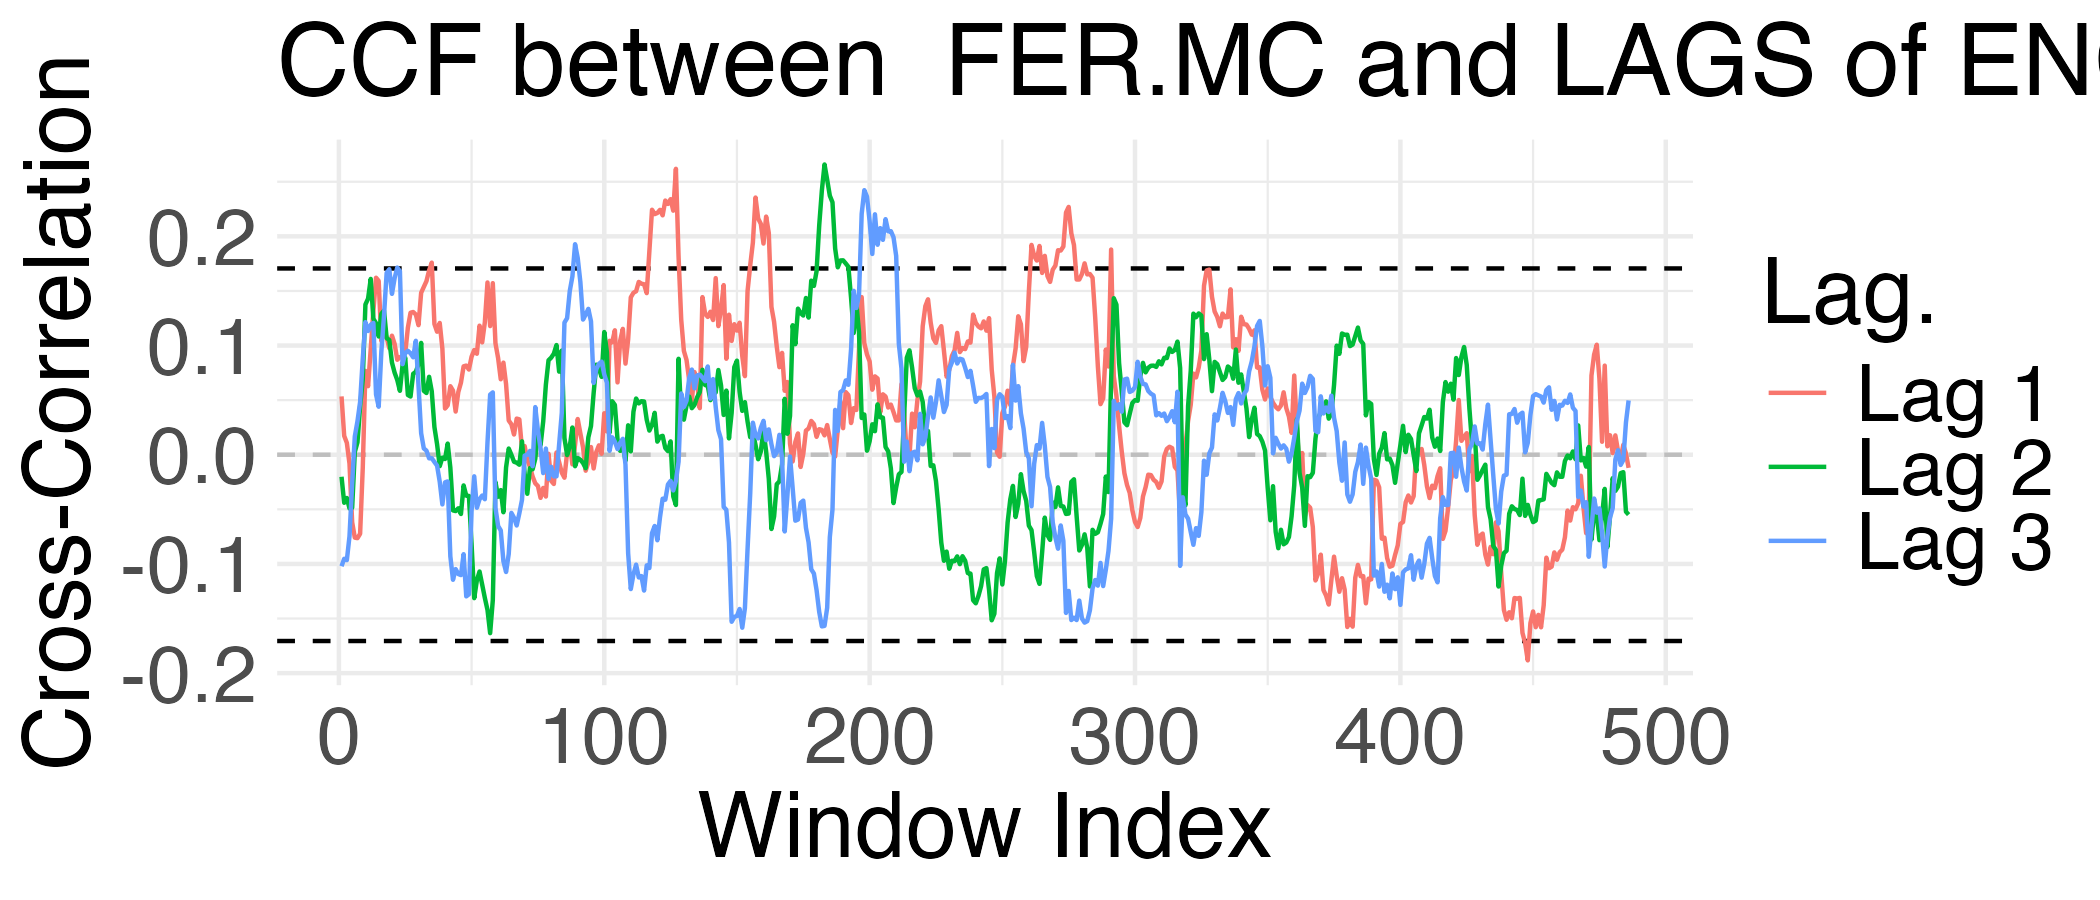 CCF between  FER.MC and LAGS of EN
Cross-Correlation
0.2
0.1
0.0
-0.1
-0.2
0 100 200 300 400 500
Window Index
Lag.
Lag 1
Lag 2
Lag 3